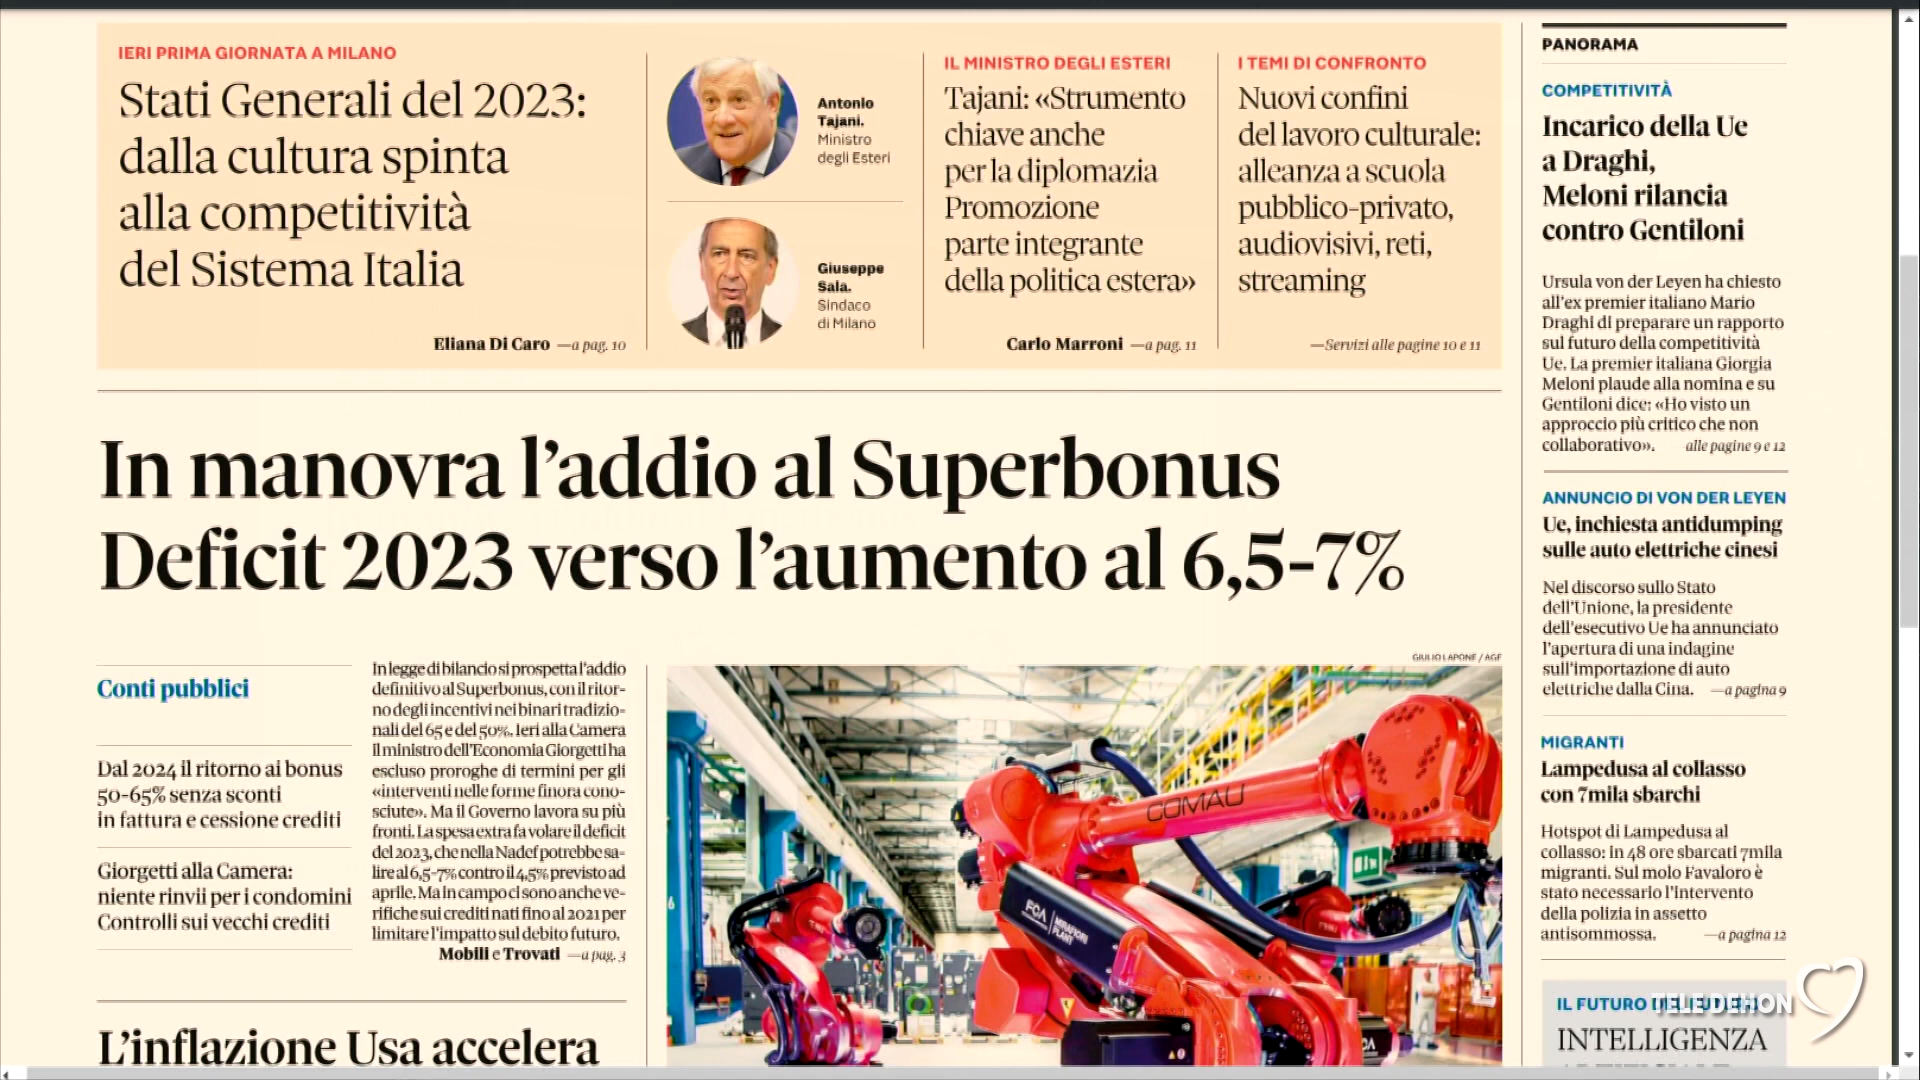 IERI PRIMA GIORNATA A MILANO
Stati Generali del 2023:
dalla cultura spinta
alla competitività
del Sistema Italia
Eliana Di Caro —a pag. 10
Antonio
Tajani.
Ministro
degli Esteri
Giuseppe
Sala.
Sindaco
di Milano
IL MINISTRO DEGLI ESTERI
Tajani: «Strumento
chiave anche
per la diplomazia
Promozione
parte integrante
della politica estera»
Carlo Marroni —a pag. 11
I TEMI DI CONFRONTO
Nuovi confini
del lavoro culturale:
alleanza a scuola
pubblico-privato,
audiovisivi, reti,
streaming
—Servizi alle pagine 10 e 11
In manovra l'addio al Superbonus
Deficit 2023 verso l'aumento al 6,5-7%
Conti pubblici
Dal 2024 il ritorno ai bonus
50-65% senza sconti
in fattura e cessione crediti
Giorgetti alla Camera:
niente rinvii per i condomini
Controlli sui vecchi crediti
In legge di bilancio si prospetta l'addio
definitivo al Superbonus, con il ritor-
no degli incentivi nei binari tradizio-
nali del 65 e del 50%. Ieri alla Camera
il ministro dell'Economia Giorgetti ha
escluso proroghe di termini per gli
«interventi nelle forme finora cono-
sciute». Ma il Governo lavora su più
fronti. La spesa extra fa volare il deficit
del 2023, che nella Nadef potrebbe sa-
lire al 6,5-7% contro il 4,5% previsto ad
aprile. Ma in campo ci sono anche ve-
rifiche sui crediti nati fino al 2021 per
limitare l'impatto sul debito futuro.
Mobili e Trovati —a pag. 3
L'inflazione Usa accelera
GIULIO LAPONE / AGF
COMAU
FCA
MIRAFIORI
PLANT
PANORAMA
COMPETITIVITÀ
Incarico della Ue
a Draghi,
Meloni rilancia
contro Gentiloni
Ursula von der Leyen ha chiesto
all'ex premier italiano Mario
Draghi di preparare un rapporto
sul futuro della competitività
Ue. La premier italiana Giorgia
Meloni plaude alla nomina e su
Gentiloni dice: «Ho visto un
approccio più critico che non
collaborativo». alle pagine 9 e 12
ANNUNCIO DI VON DER LEYEN
Ue, inchiesta antidumping
sulle auto elettriche cinesi
Nel discorso sullo Stato
dell'Unione, la presidente
dell'esecutivo Ue ha annunciato
l'apertura di una indagine
sull'importazione di auto
elettriche dalla Cina. —a pagina 9
MIGRANTI
Lampedusa al collasso
con 7mila sbarchi
Hotspot di Lampedusa al
collasso: in 48 ore sbarcati 7mila
migranti. Sul molo Favaloro è
stato necessario l'intervento
della polizia in assetto
antisommossa. —a pagina 12
IL FUTURO
TELE DEHON
INTELLIGENZA